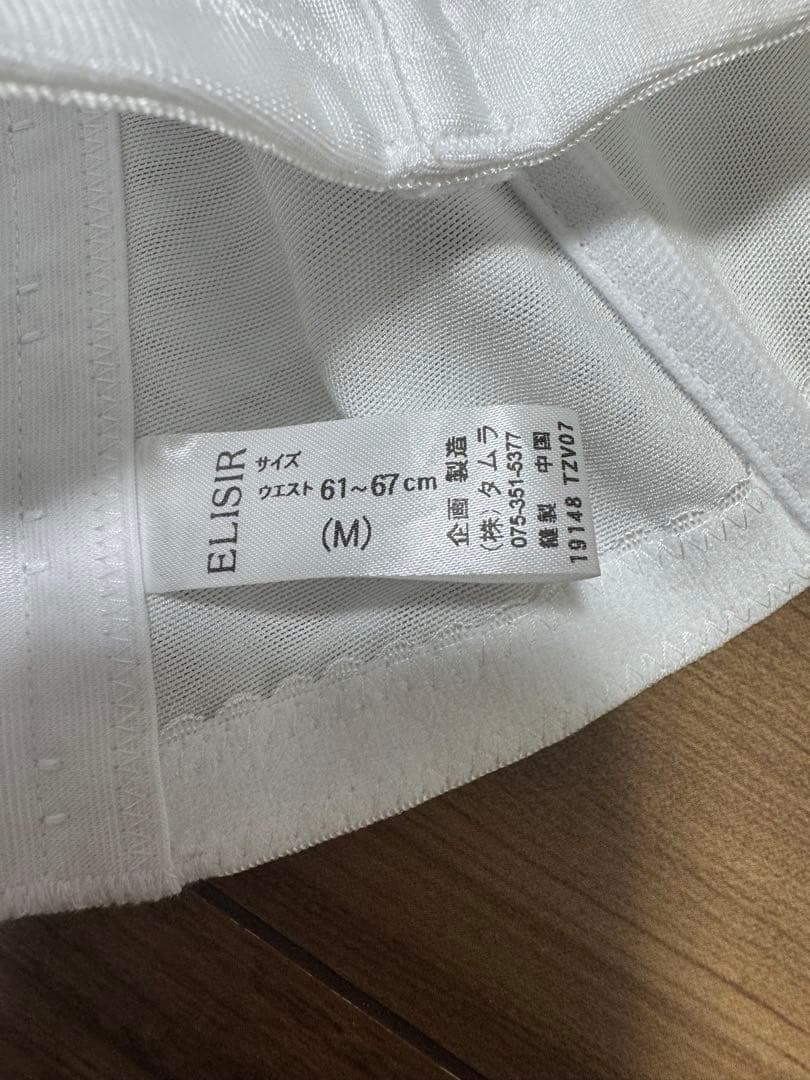 ELISIR
サイズ
ウエスト 61～67cm
(M)
企画 製造
(株)タムラ
075-351-5377
縫製 中国
19148 TZV07